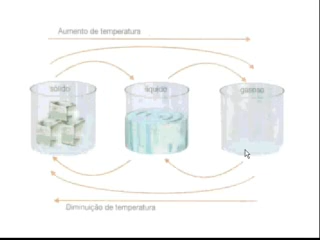 Aumento de temperatura
sólido
líquido
gasoso
Diminuição de temperatura